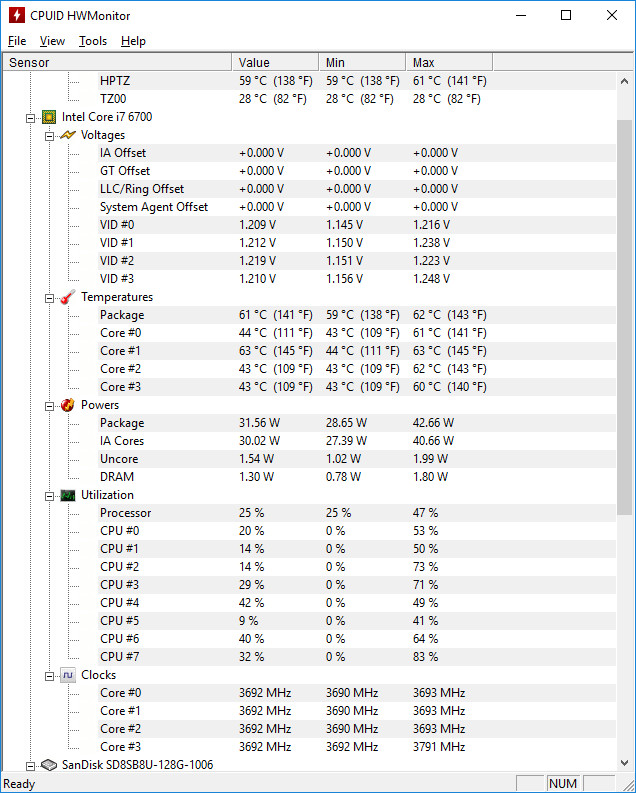 CPUID HWMonitor
File View Tools Help
Sensor Value Min Max
HPTZ 59 °C (138 °F) 59 °C (138 °F) 61 °C (141 °F)
TZ00 28 °C (82 °F) 28 °C (82 °F) 28 °C (82 °F)
Intel Core i7 6700
Voltages
IA Offset +0.000 V +0.000 V +0.000 V
GT Offset +0.000 V +0.000 V +0.000 V
LLC/Ring Offset +0.000 V +0.000 V +0.000 V
System Agent Offset +0.000 V +0.000 V +0.000 V
VID #0 1.209 V 1.145 V 1.216 V
VID #1 1.212 V 1.150 V 1.238 V
VID #2 1.219 V 1.151 V 1.223 V
VID #3 1.210 V 1.156 V 1.248 V
Temperatures
Package 61 °C (141 °F) 59 °C (138 °F) 62 °C (143 °F)
Core #0 44 °C (111 °F) 43 °C (109 °F) 61 °C (141 °F)
Core #1 63 °C (145 °F) 44 °C (111 °F) 63 °C (145 °F)
Core #2 43 °C (109 °F) 43 °C (109 °F) 62 °C (143 °F)
Core #3 43 °C (109 °F) 43 °C (109 °F) 60 °C (140 °F)
Powers
Package 31.56 W 28.65 W 42.66 W
IA Cores 30.02 W 27.39 W 40.66 W
Uncore 1.54 W 1.02 W 1.99 W
DRAM 1.30 W 0.78 W 1.80 W
Utilization
Processor 25 % 25 % 47 %
CPU #0 20 % 0 % 53 %
CPU #1 14 % 0 % 50 %
CPU #2 14 % 0 % 73 %
CPU #3 29 % 0 % 71 %
CPU #4 42 % 0 % 49 %
CPU #5 9 % 0 % 41 %
CPU #6 40 % 0 % 64 %
CPU #7 32 % 0 % 83 %
Clocks
Core #0 3692 MHz 3690 MHz 3693 MHz
Core #1 3692 MHz 3690 MHz 3693 MHz
Core #2 3692 MHz 3690 MHz 3693 MHz
Core #3 3692 MHz 3692 MHz 3791 MHz
SanDisk SD8SB8U-128G-1006
Ready NUM